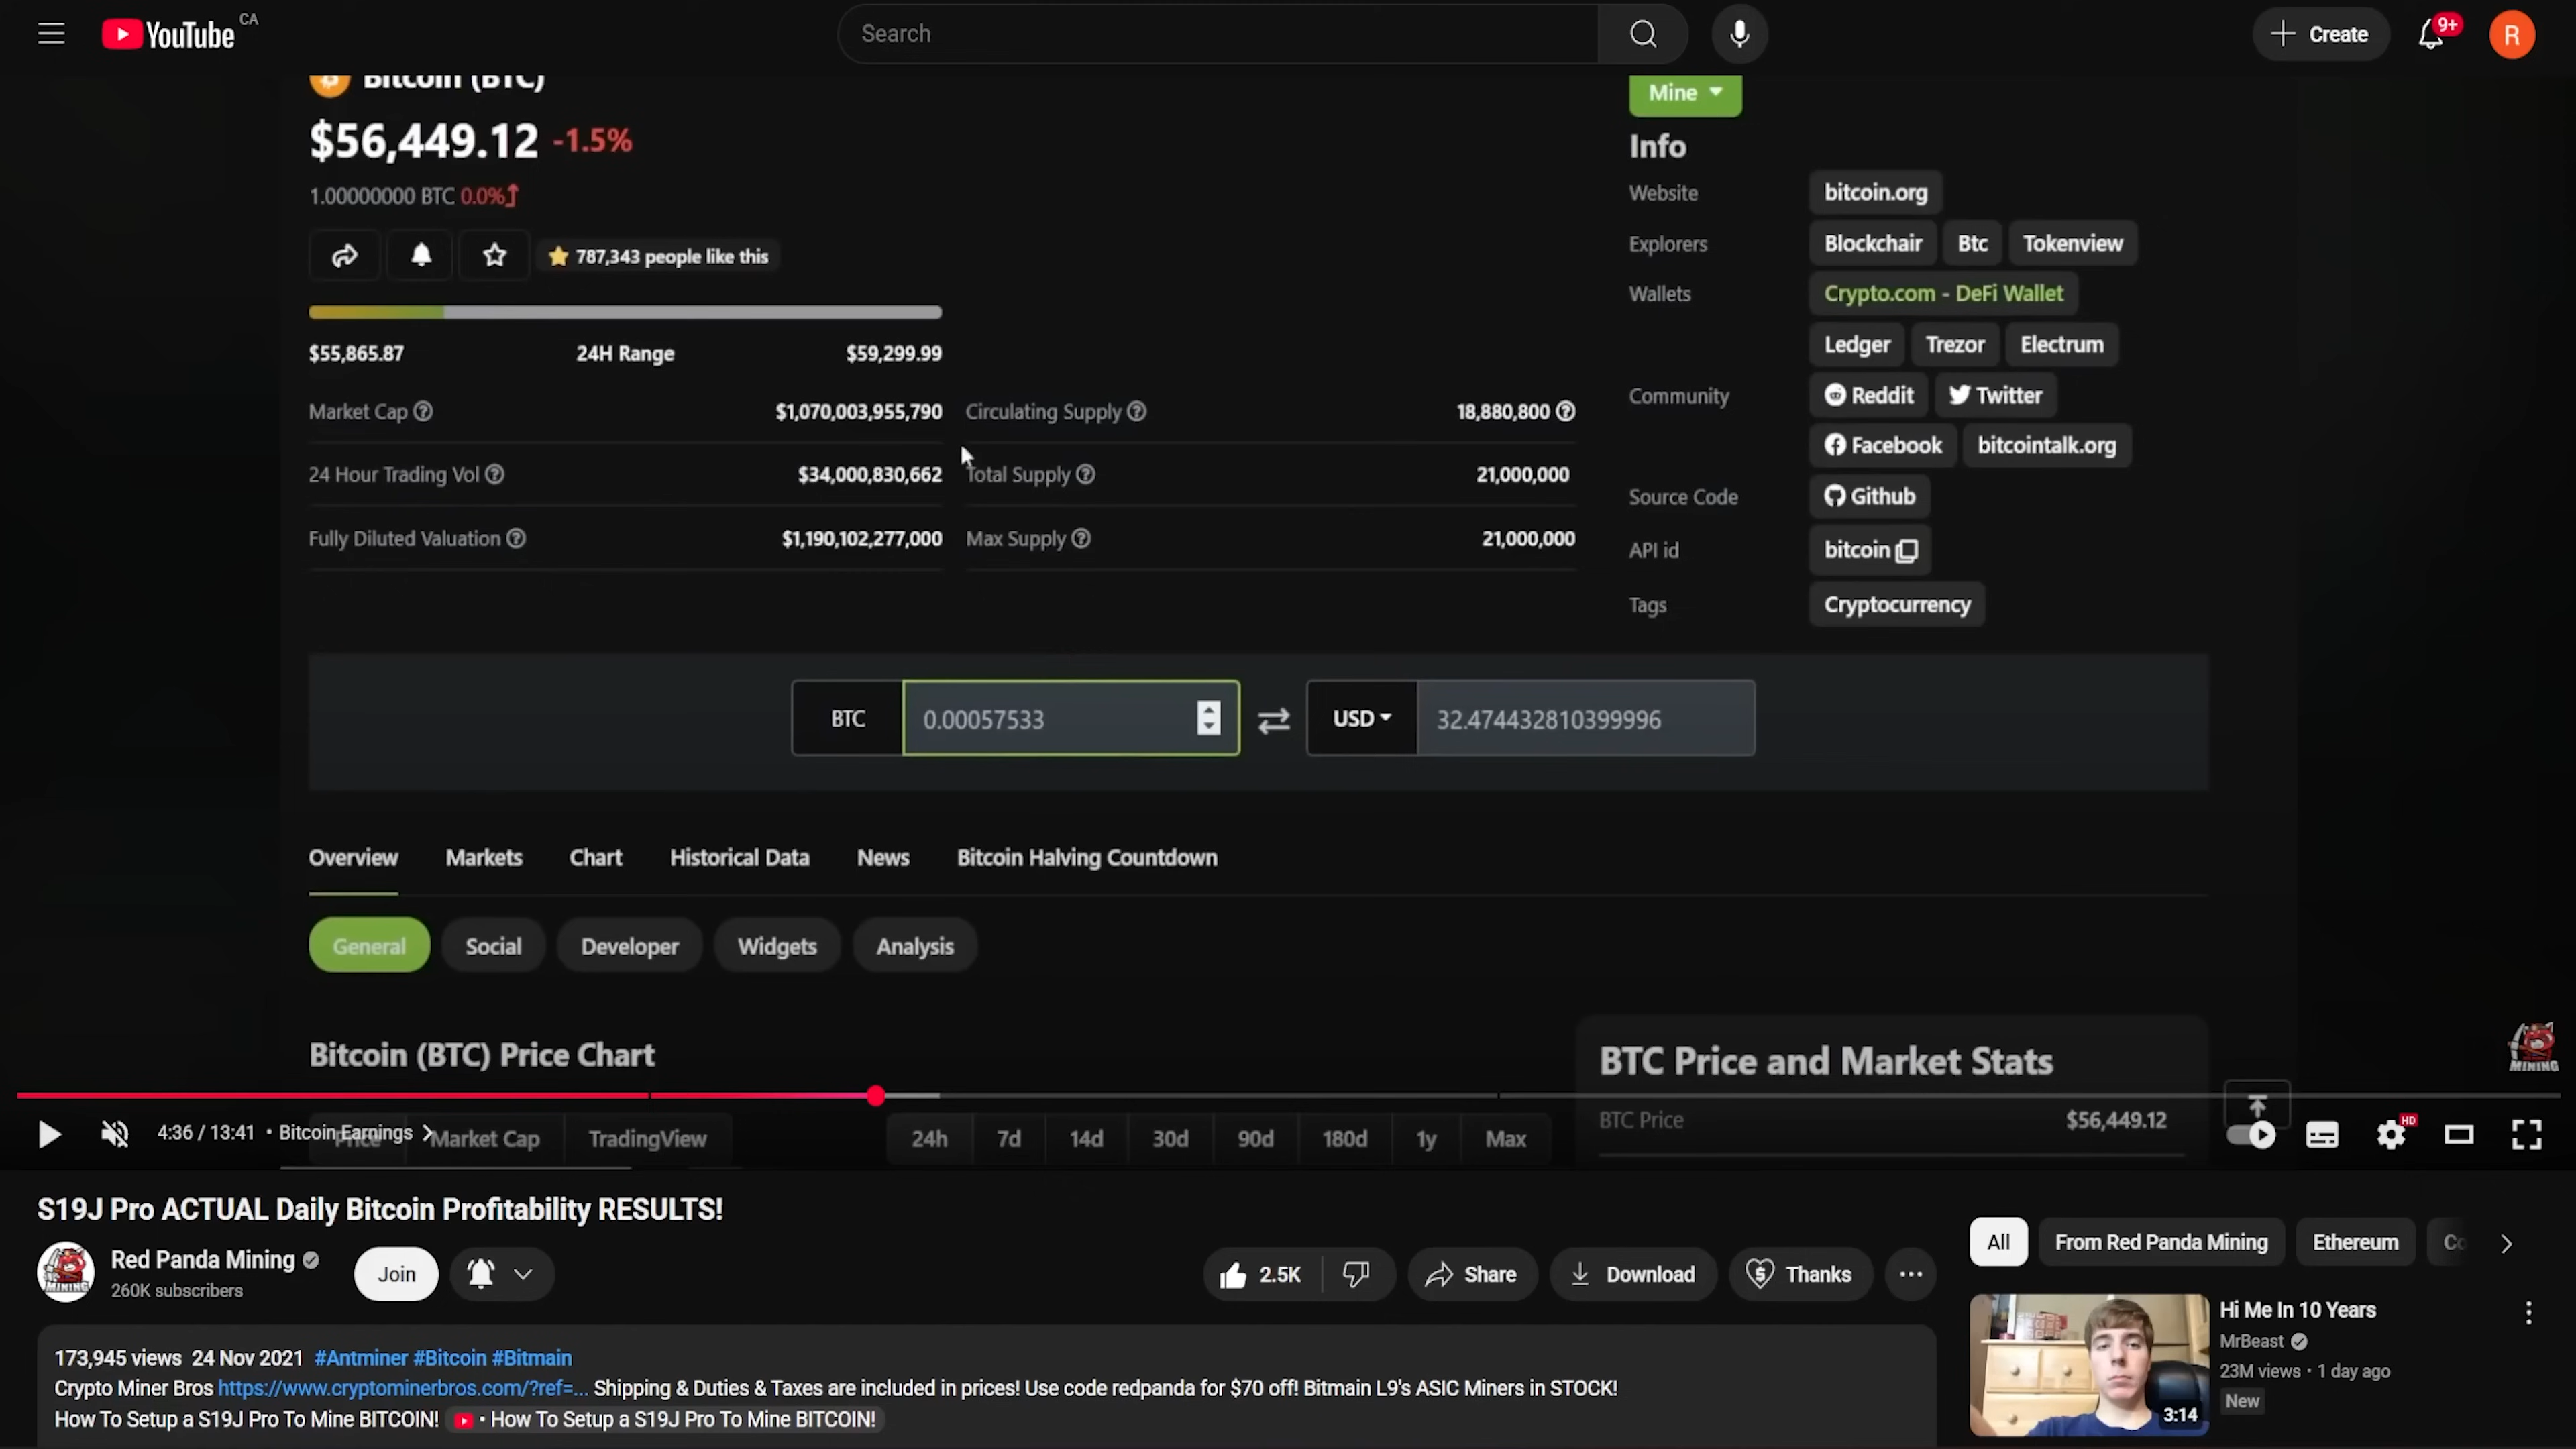 YouTube CA
Search
Create
9+
R
Bitcoin (BTC)
$56,449.12 -1.5%
1.00000000 BTC 0.0%
787,343 people like this
$55,865.87 24H Range $59,299.99
Market Cap $1,070,003,955,790 Circulating Supply 18,880,800
24 Hour Trading Vol $34,000,830,662 Total Supply 21,000,000
Fully Diluted Valuation $1,190,102,277,000 Max Supply 21,000,000
Mine
Info
Website bitcoin.org
Explorers Blockchair Btc Tokenview
Wallets Crypto.com - DeFi Wallet
Ledger Trezor Electrum
Community Reddit Twitter
Facebook bitcointalk.org
Source Code Github
API id bitcoin
Tags Cryptocurrency
BTC 0.00057533 USD 32.474432810399996
Overview Markets Chart Historical Data News Bitcoin Halving Countdown
General Social Developer Widgets Analysis
Bitcoin (BTC) Price Chart
BTC Price and Market Stats
MINING
BTC Price $56,449.12
4:36 / 13:41 • Bitcoin Earnings
Price Market Cap TradingView 24h 7d 14d 30d 90d 180d 1y Max
HD
S19J Pro ACTUAL Daily Bitcoin Profitability RESULTS!
MINING
Red Panda Mining
260K subscribers
Join
2.5K Share Download Thanks
173,945 views 24 Nov 2021 #Antminer #Bitcoin #Bitmain
Crypto Miner Bros https://www.cryptominerbros.com/?ref=... Shipping & Duties & Taxes are included in prices! Use code redpanda for $70 off! Bitmain L9's ASIC Miners in STOCK!
How To Setup a S19J Pro To Mine BITCOIN! • How To Setup a S19J Pro To Mine BITCOIN!
All From Red Panda Mining Ethereum Co
Hi Me In 10 Years
MrBeast
23M views • 1 day ago
New
3:14